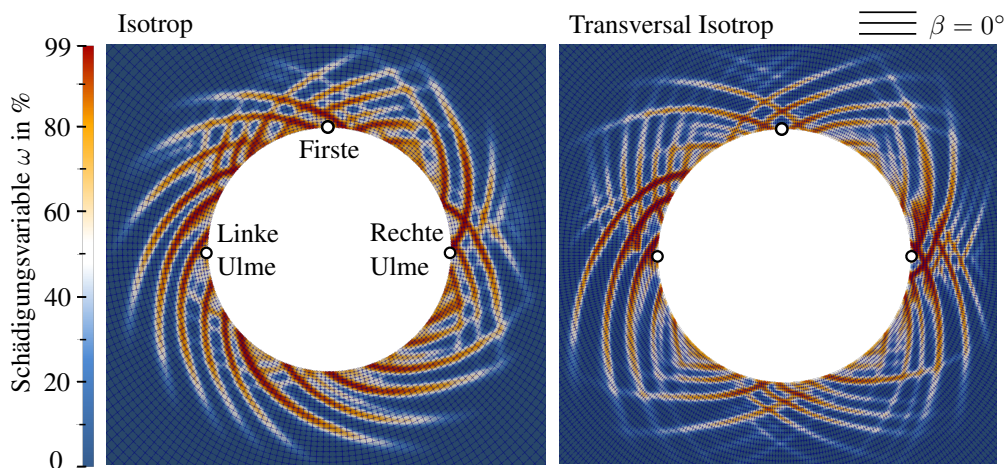 Isotrop
Transversal Isotrop
β = 0°
Schädigungsvariable ω in %
99
80
60
40
20
0
Firste
Linke
Ulme
Rechte
Ulme